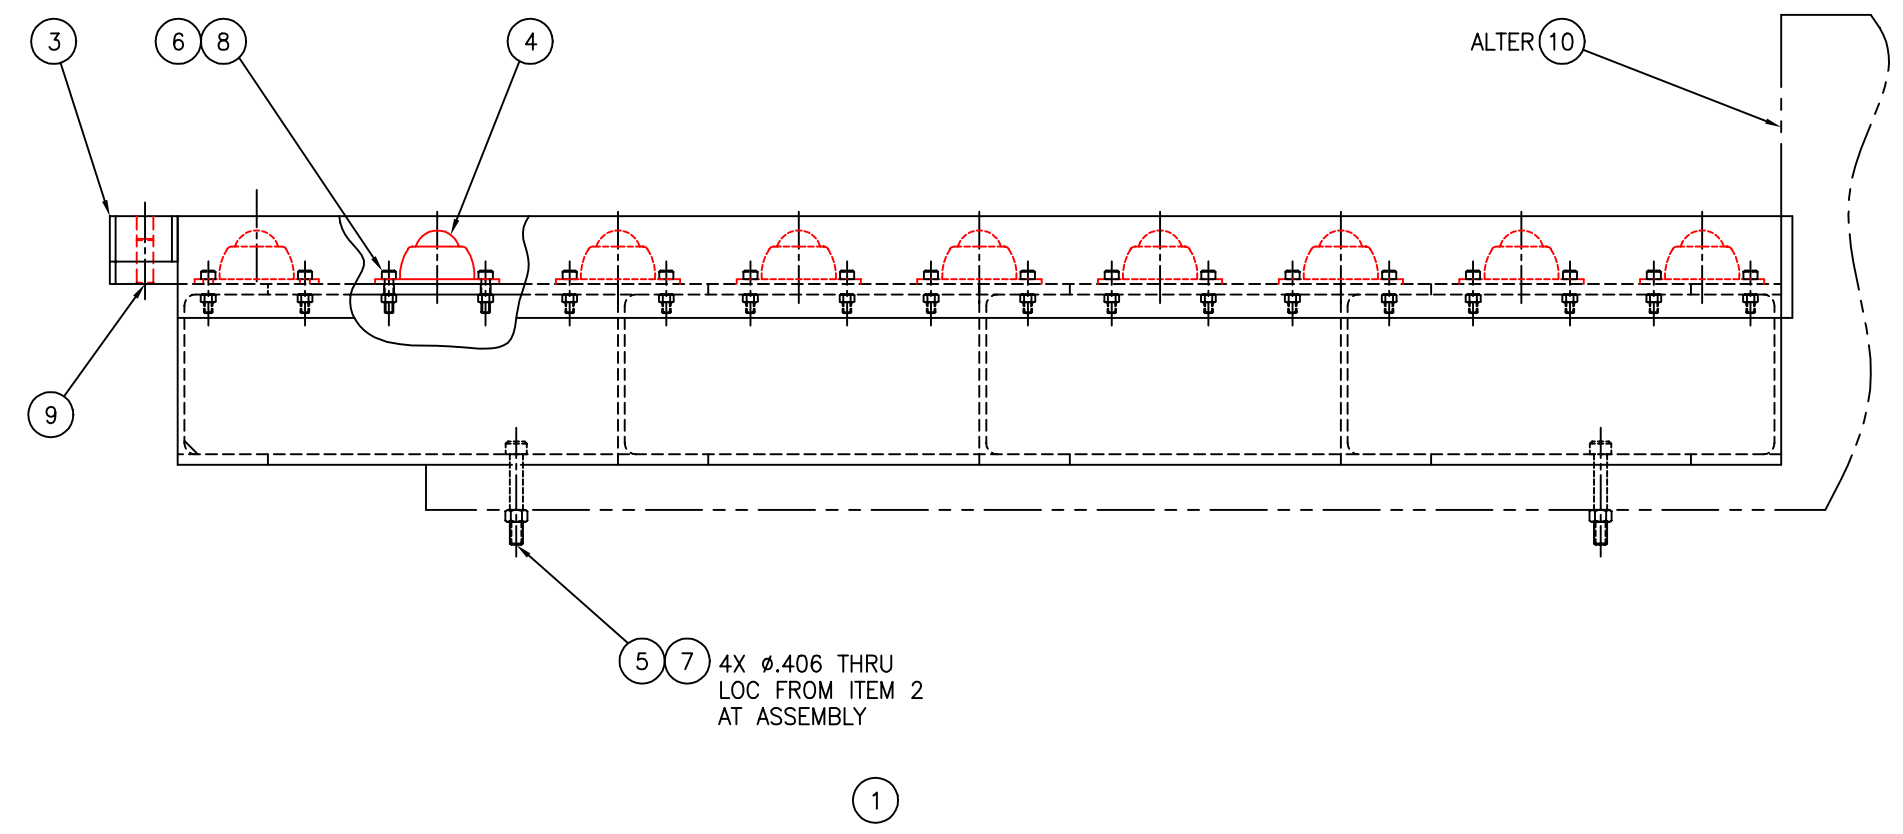 3
6 8
4
ALTER 10
9
5 7 4X Ø.406 THRU
LOC FROM ITEM 2
AT ASSEMBLY
1